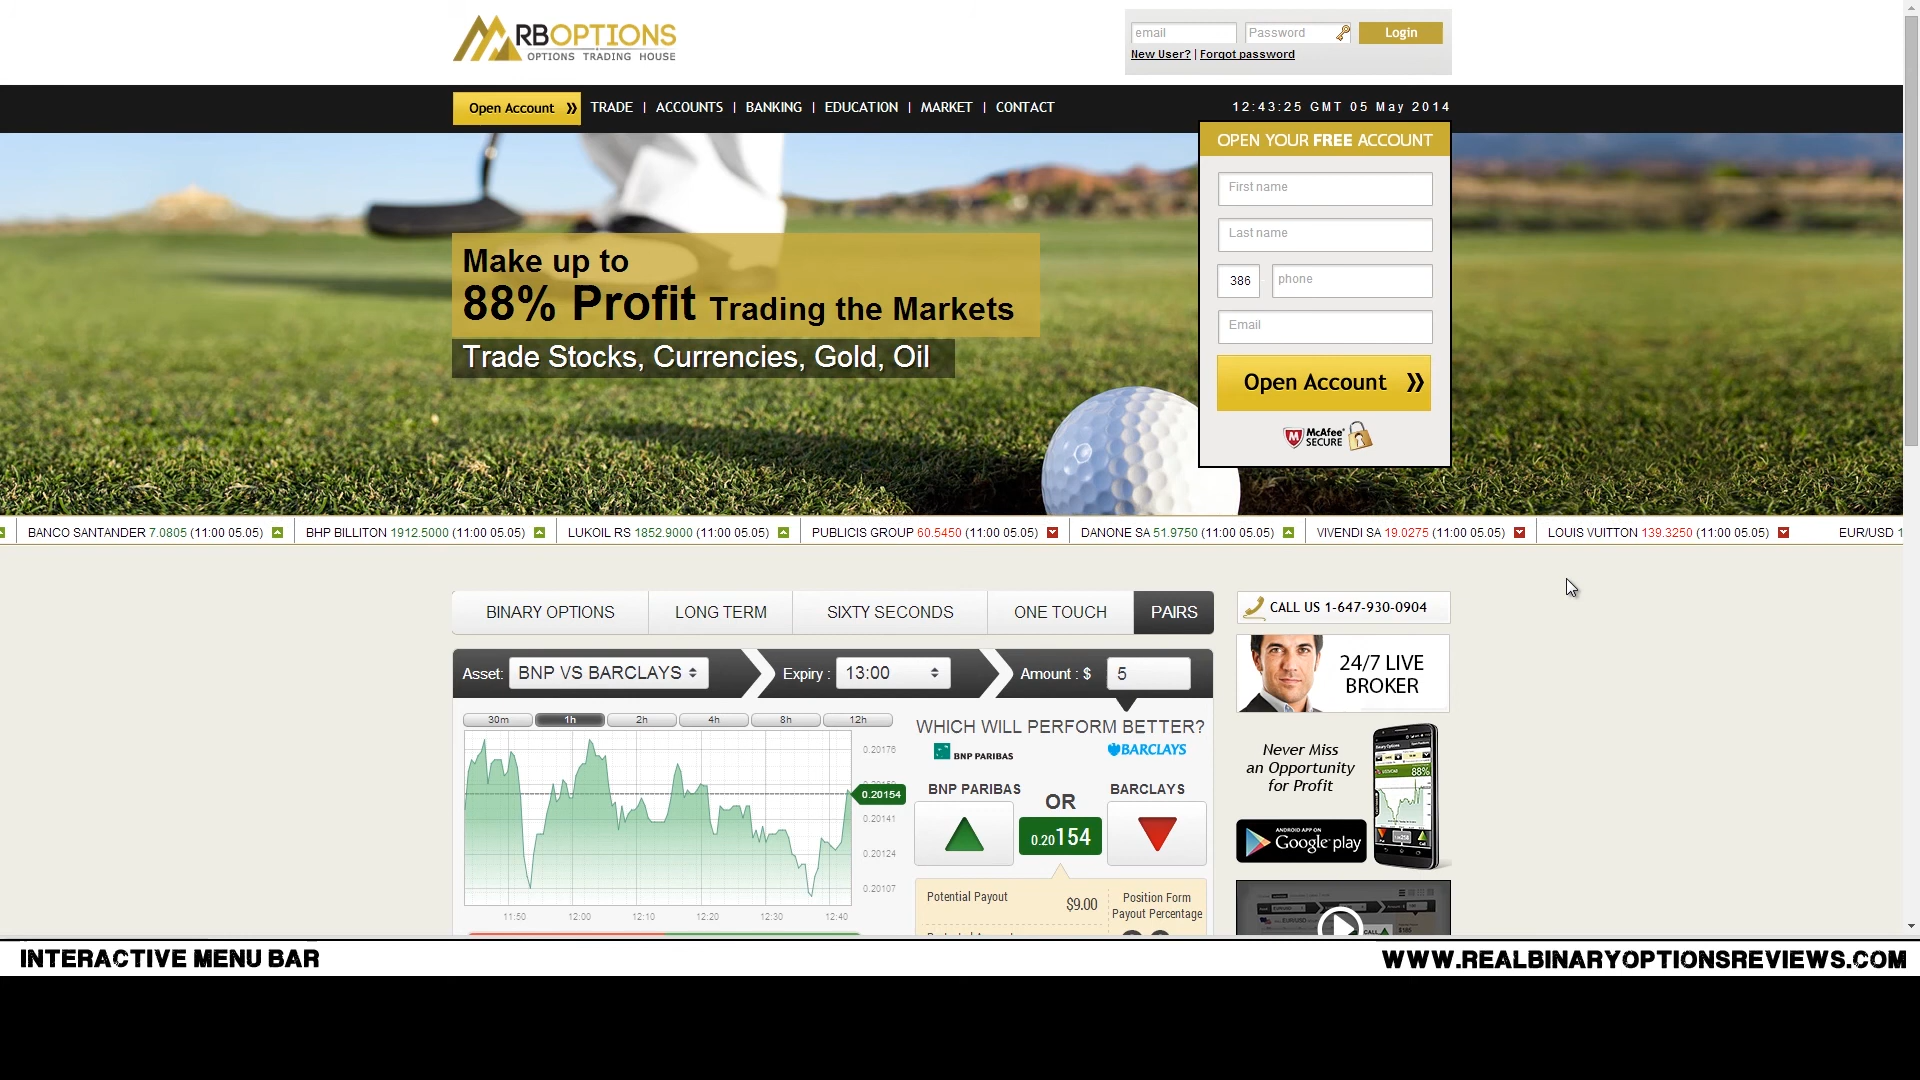 RBOPTIONS
OPTIONS TRADING HOUSE
email
Password
Login
New User? | Forgot password
Open Account »
TRADE | ACCOUNTS | BANKING | EDUCATION | MARKET | CONTACT
12:43:25 GMT 05 May 2014
OPEN YOUR FREE ACCOUNT
First name
Last name
386
phone
Email
Open Account »
McAfee
SECURE
Make up to
88% Profit Trading the Markets
Trade Stocks, Currencies, Gold, Oil
BANCO SANTANDER 7.0805 (11:00 05.05)
BHP BILLITON 1912.5000 (11:00 05.05)
LUKOIL RS 1852.9000 (11:00 05.05)
PUBLICIS GROUP 60.5450 (11:00 05.05)
DANONE SA 51.9750 (11:00 05.05)
VIVENDI SA 19.0275 (11:00 05.05)
LOUIS VUITTON 139.3250 (11:00 05.05)
EUR/USD 1
BINARY OPTIONS
LONG TERM
SIXTY SECONDS
ONE TOUCH
PAIRS
Asset: BNP VS BARCLAYS
Expiry : 13:00
Amount : $ 5
30m 1h 2h 4h 8h 12h
0.20176
0.20154
0.20141
0.20124
0.20107
11:50 12:00 12:10 12:20 12:30 12:40
WHICH WILL PERFORM BETTER?
BNP PARIBAS
BARCLAYS
BNP PARIBAS
OR
BARCLAYS
0.20154
Potential Payout
$9.00
Position Form
Payout Percentage
CALL US 1-647-930-0904
24/7 LIVE
BROKER
Never Miss
an Opportunity
for Profit
88%
ANDROID APP ON
Google play
INTERACTIVE MENU BAR
WWW.REALBINARYOPTIONSREVIEWS.COM